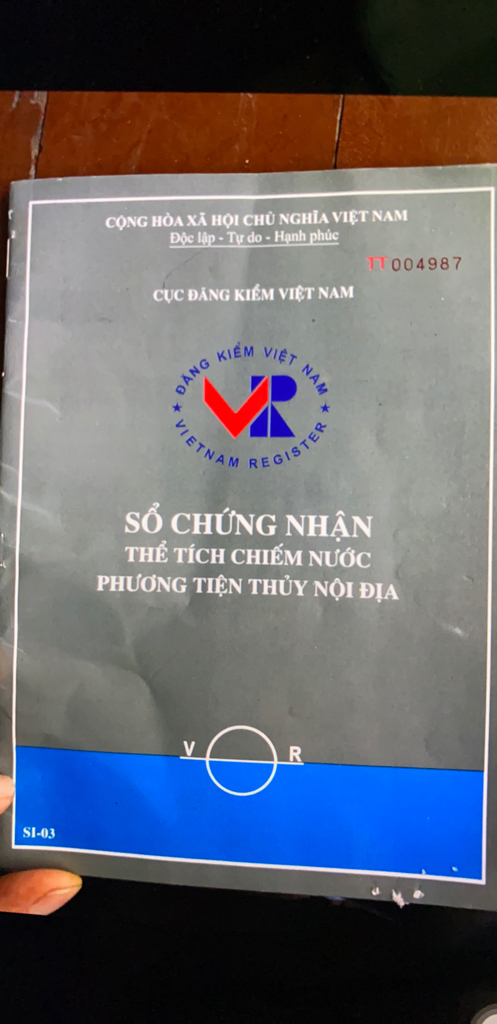 CỘNG HÒA XÃ HỘI CHỦ NGHĨA VIỆT NAM
Độc lập - Tự do - Hạnh phúc
TT 004987
CỤC ĐĂNG KIỂM VIỆT NAM
★ ĐĂNG KIỂM VIỆT NAM ★
VR
VIETNAM REGISTER
SỔ CHỨNG NHẬN
THỂ TÍCH CHIẾM NƯỚC
PHƯƠNG TIỆN THỦY NỘI ĐỊA
V R
SI-03